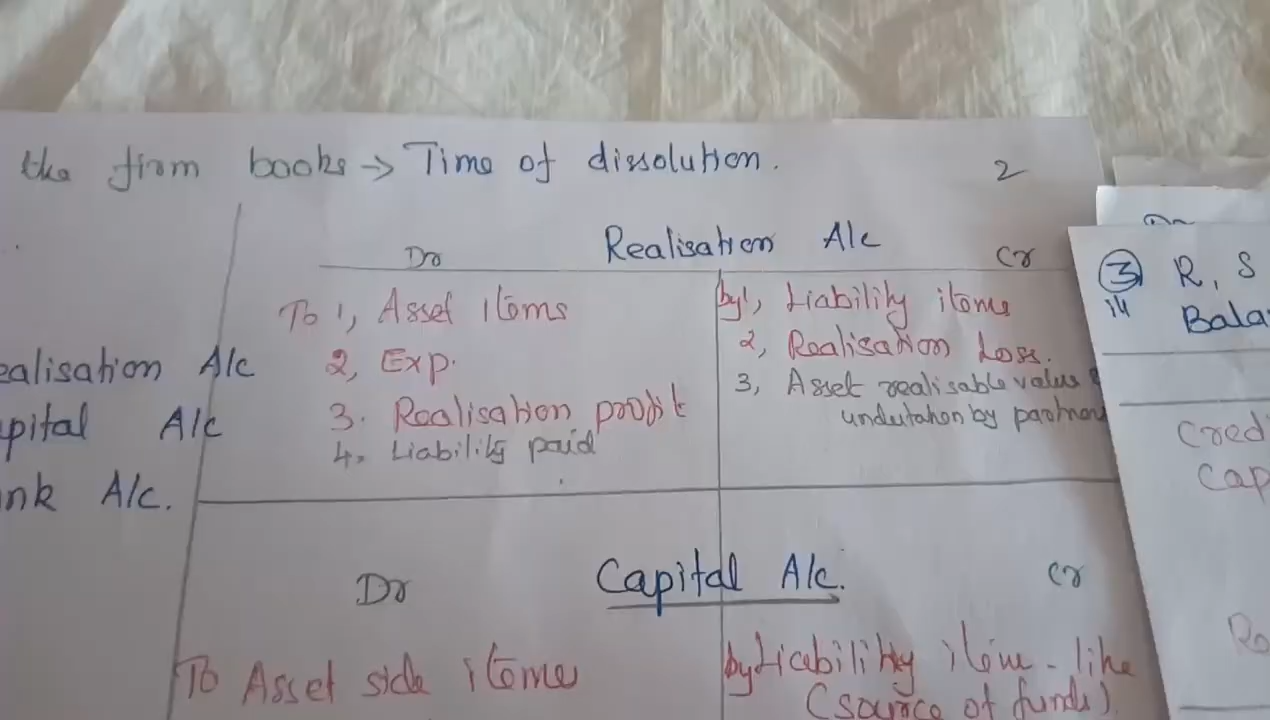 the firm books → Time of dissolution. 2
Realisation A/c
Dr Cr
To 1, Asset items
2, Exp.
3. Realisation profit
4, Liability paid
by 1, Liability items
2, Realisation Loss.
3, Asset realisable value
undertaken by partner
ealisation A/c
pital A/c
nk A/c.
Capital A/c.
Dr Cr
To Asset side items
by Liability item - like
(source of funds)
③ R, S
Bala
Cred
Cap